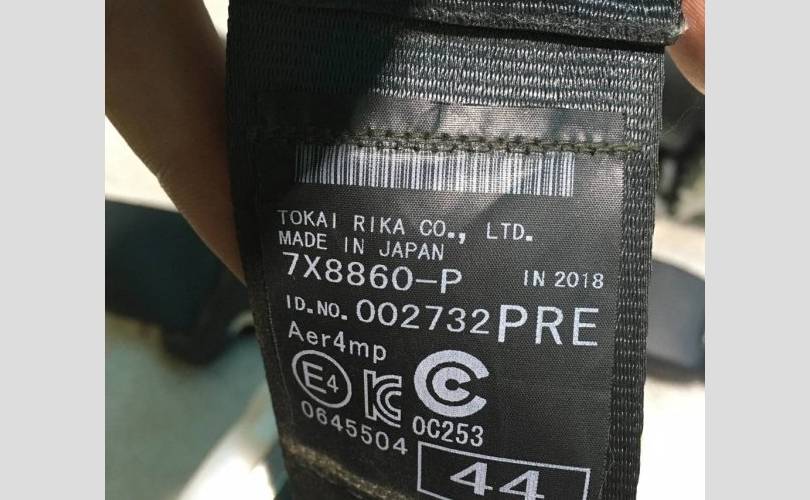 TOKAI RIKA CO., LTD.
MADE IN JAPAN
7X8860-P IN 2018
ID.NO. 002732 PRE
Aer4mp
E4 KC C
0645504 0C253
44